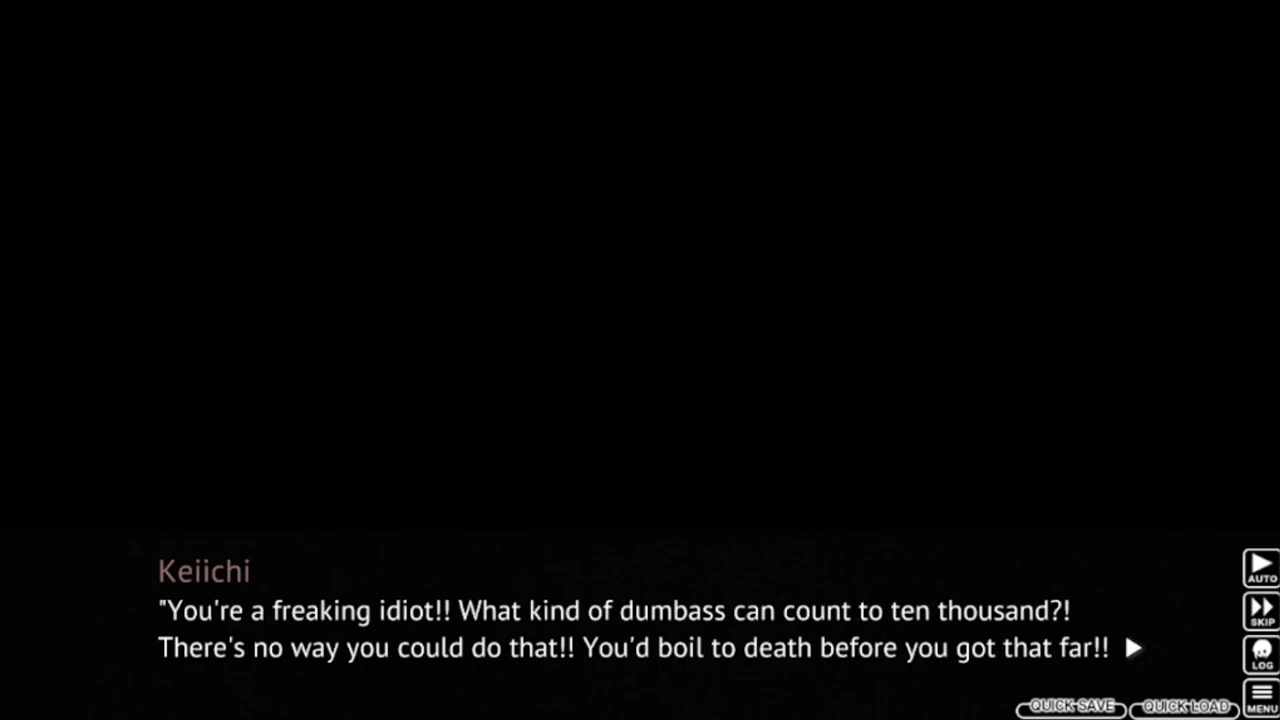 Keiichi
"You're a freaking idiot!! What kind of dumbass can count to ten thousand?!
There's no way you could do that!! You'd boil to death before you got that far!!
AUTO
SKIP
LOG
MENU
QUICK SAVE QUICK LOAD